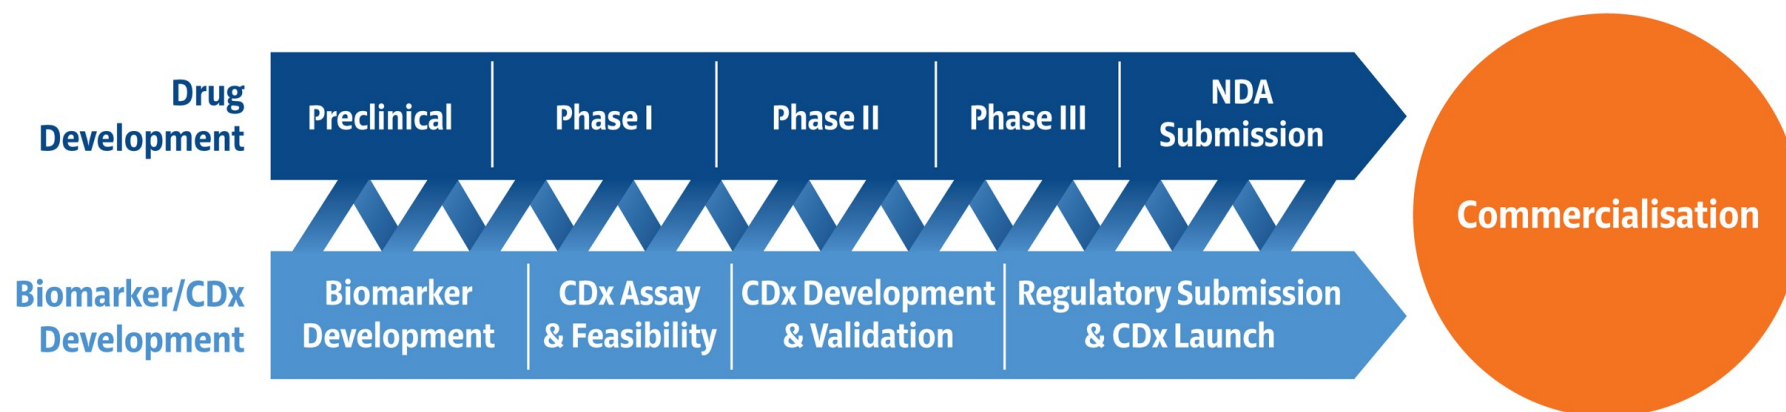 Drug
Development
Preclinical
Phase I
Phase II
Phase III
NDA
Submission
Biomarker/CDx
Development
Biomarker
Development
CDx Assay
& Feasibility
CDx Development
& Validation
Regulatory Submission
& CDx Launch
Commercialisation